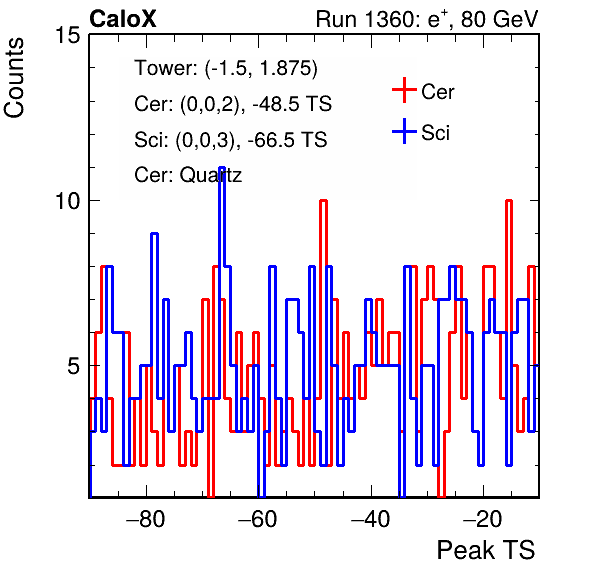 CaloX Run 1360: e⁺, 80 GeV
Counts
15
Tower: (-1.5, 1.875)
Cer: (0,0,2), -48.5 TS
Sci: (0,0,3), -66.5 TS
Cer: Quartz
Cer
Sci
10
5
−80 −60 −40 −20
Peak TS